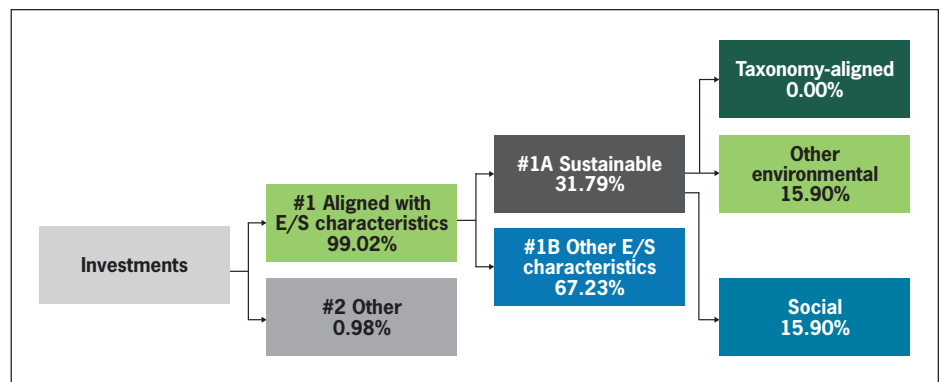 Investments
#1 Aligned with
E/S characteristics
99.02%
#2 Other
0.98%
#1A Sustainable
31.79%
#1B Other E/S
characteristics
67.23%
Taxonomy-aligned
0.00%
Other
environmental
15.90%
Social
15.90%